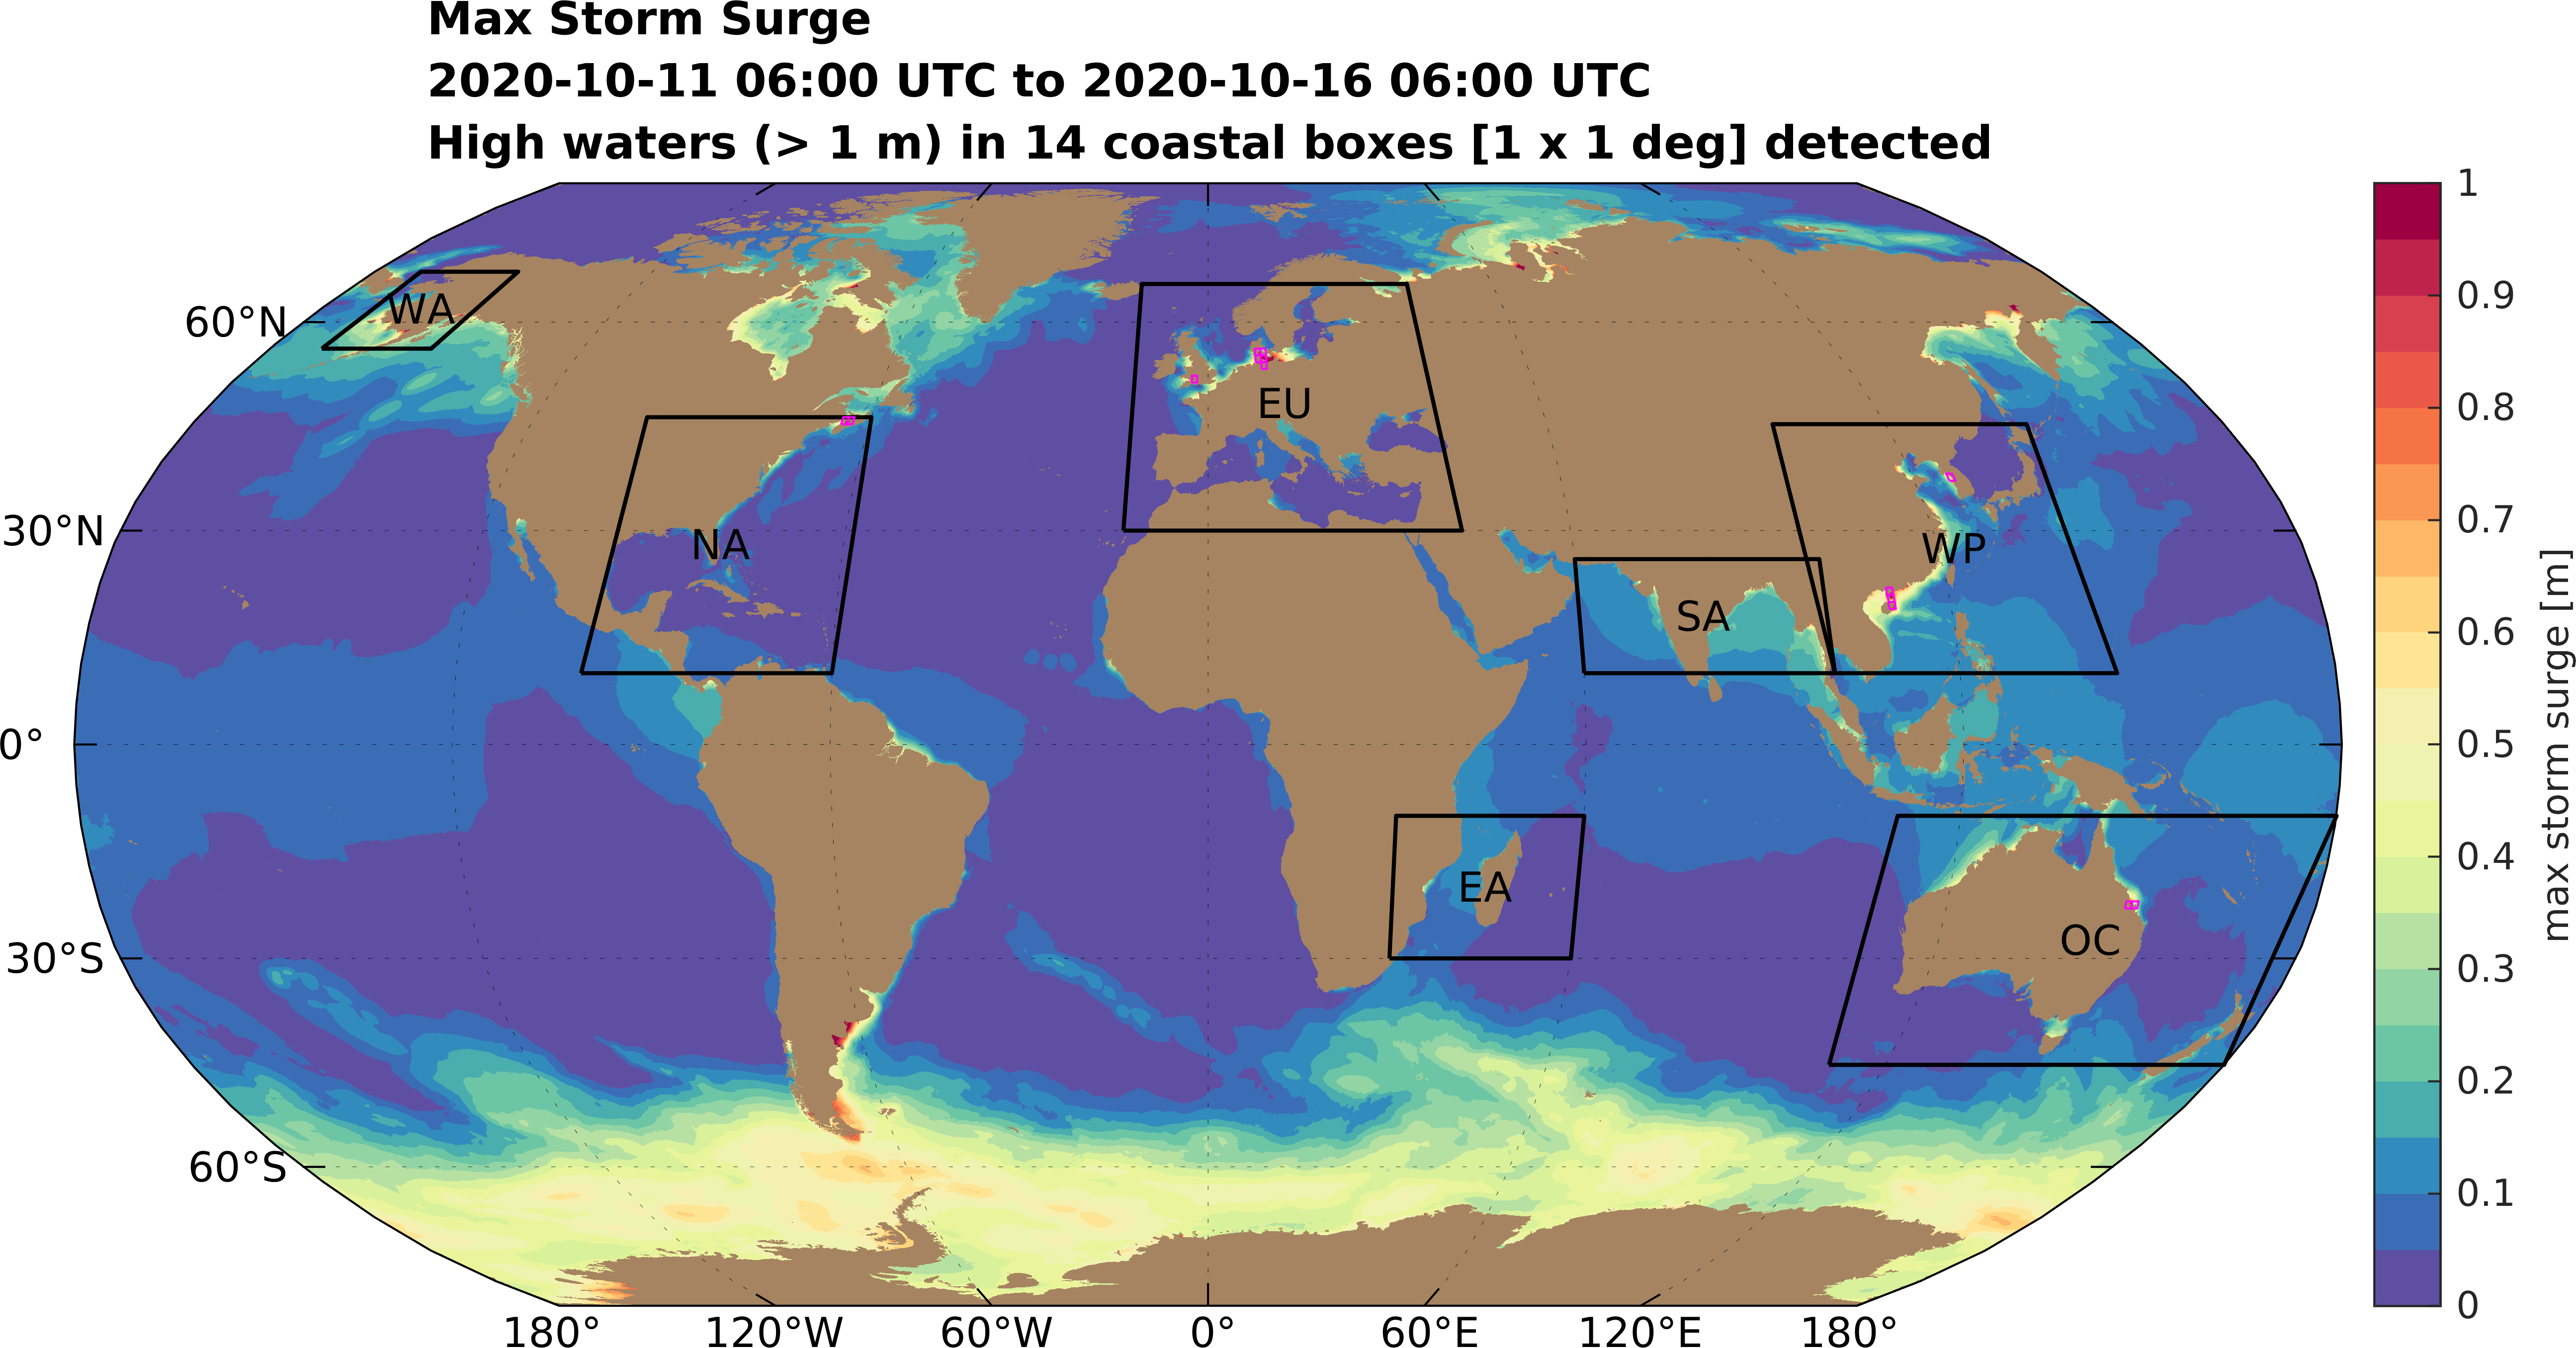 Max Storm Surge
2020-10-11 06:00 UTC to 2020-10-16 06:00 UTC
High waters (> 1 m) in 14 coastal boxes [1 x 1 deg] detected
60°N
30°N
0°
30°S
60°S
WA
NA
EU
SA
WP
EA
OC
180°
120°W
60°W
0°
60°E
120°E
180°
1
0.9
0.8
0.7
0.6
0.5
0.4
0.3
0.2
0.1
0
max storm surge [m]